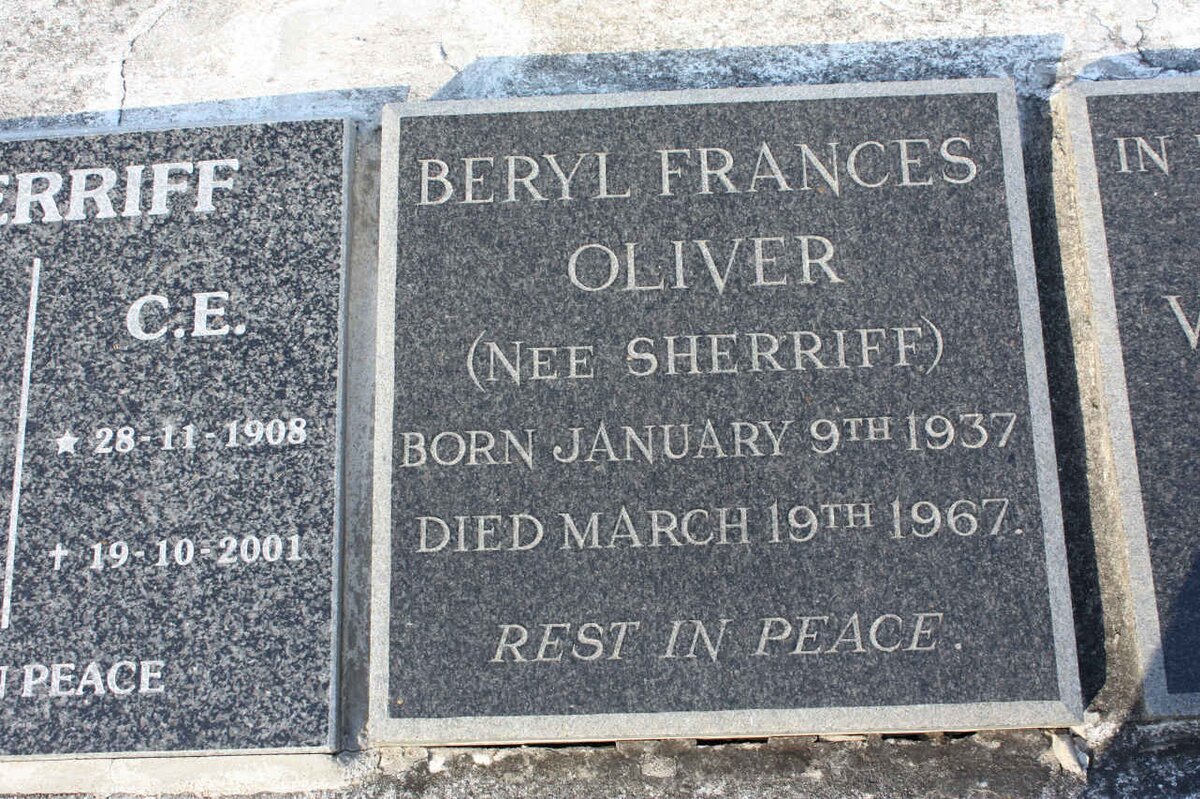 ERRIFF
C.E.
28-11-1908
19-10-2001
PEACE
BERYL FRANCES
OLIVER
(NEE SHERRIFF)
BORN JANUARY 9TH 1937
DIED MARCH 19TH 1967.
REST IN PEACE.
IN